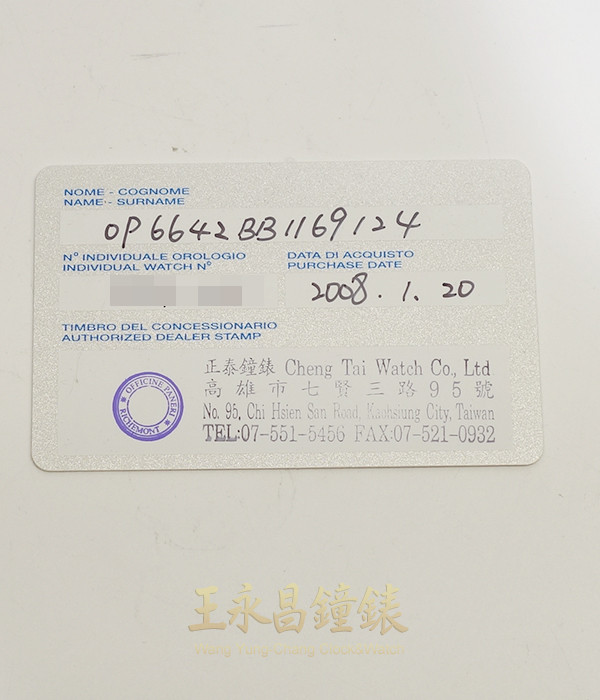 NOME - COGNOME
NAME - SURNAME
OP6642BB1169124
N° INDIVIDUALE OROLOGIO
INDIVIDUAL WATCH N°
DATA DI ACQUISTO
PURCHASE DATE
2008.1.20
TIMBRO DEL CONCESSIONARIO
AUTHORIZED DEALER STAMP
OFFICINE PANERAI
RICHEMONT
正泰鐘錶 Cheng Tai Watch Co., Ltd
高雄市七賢三路95號
No. 95, Chi Hsien San Road, Kaohsiung City, Taiwan
TEL:07-551-5456 FAX:07-521-0932
王永昌鐘錶